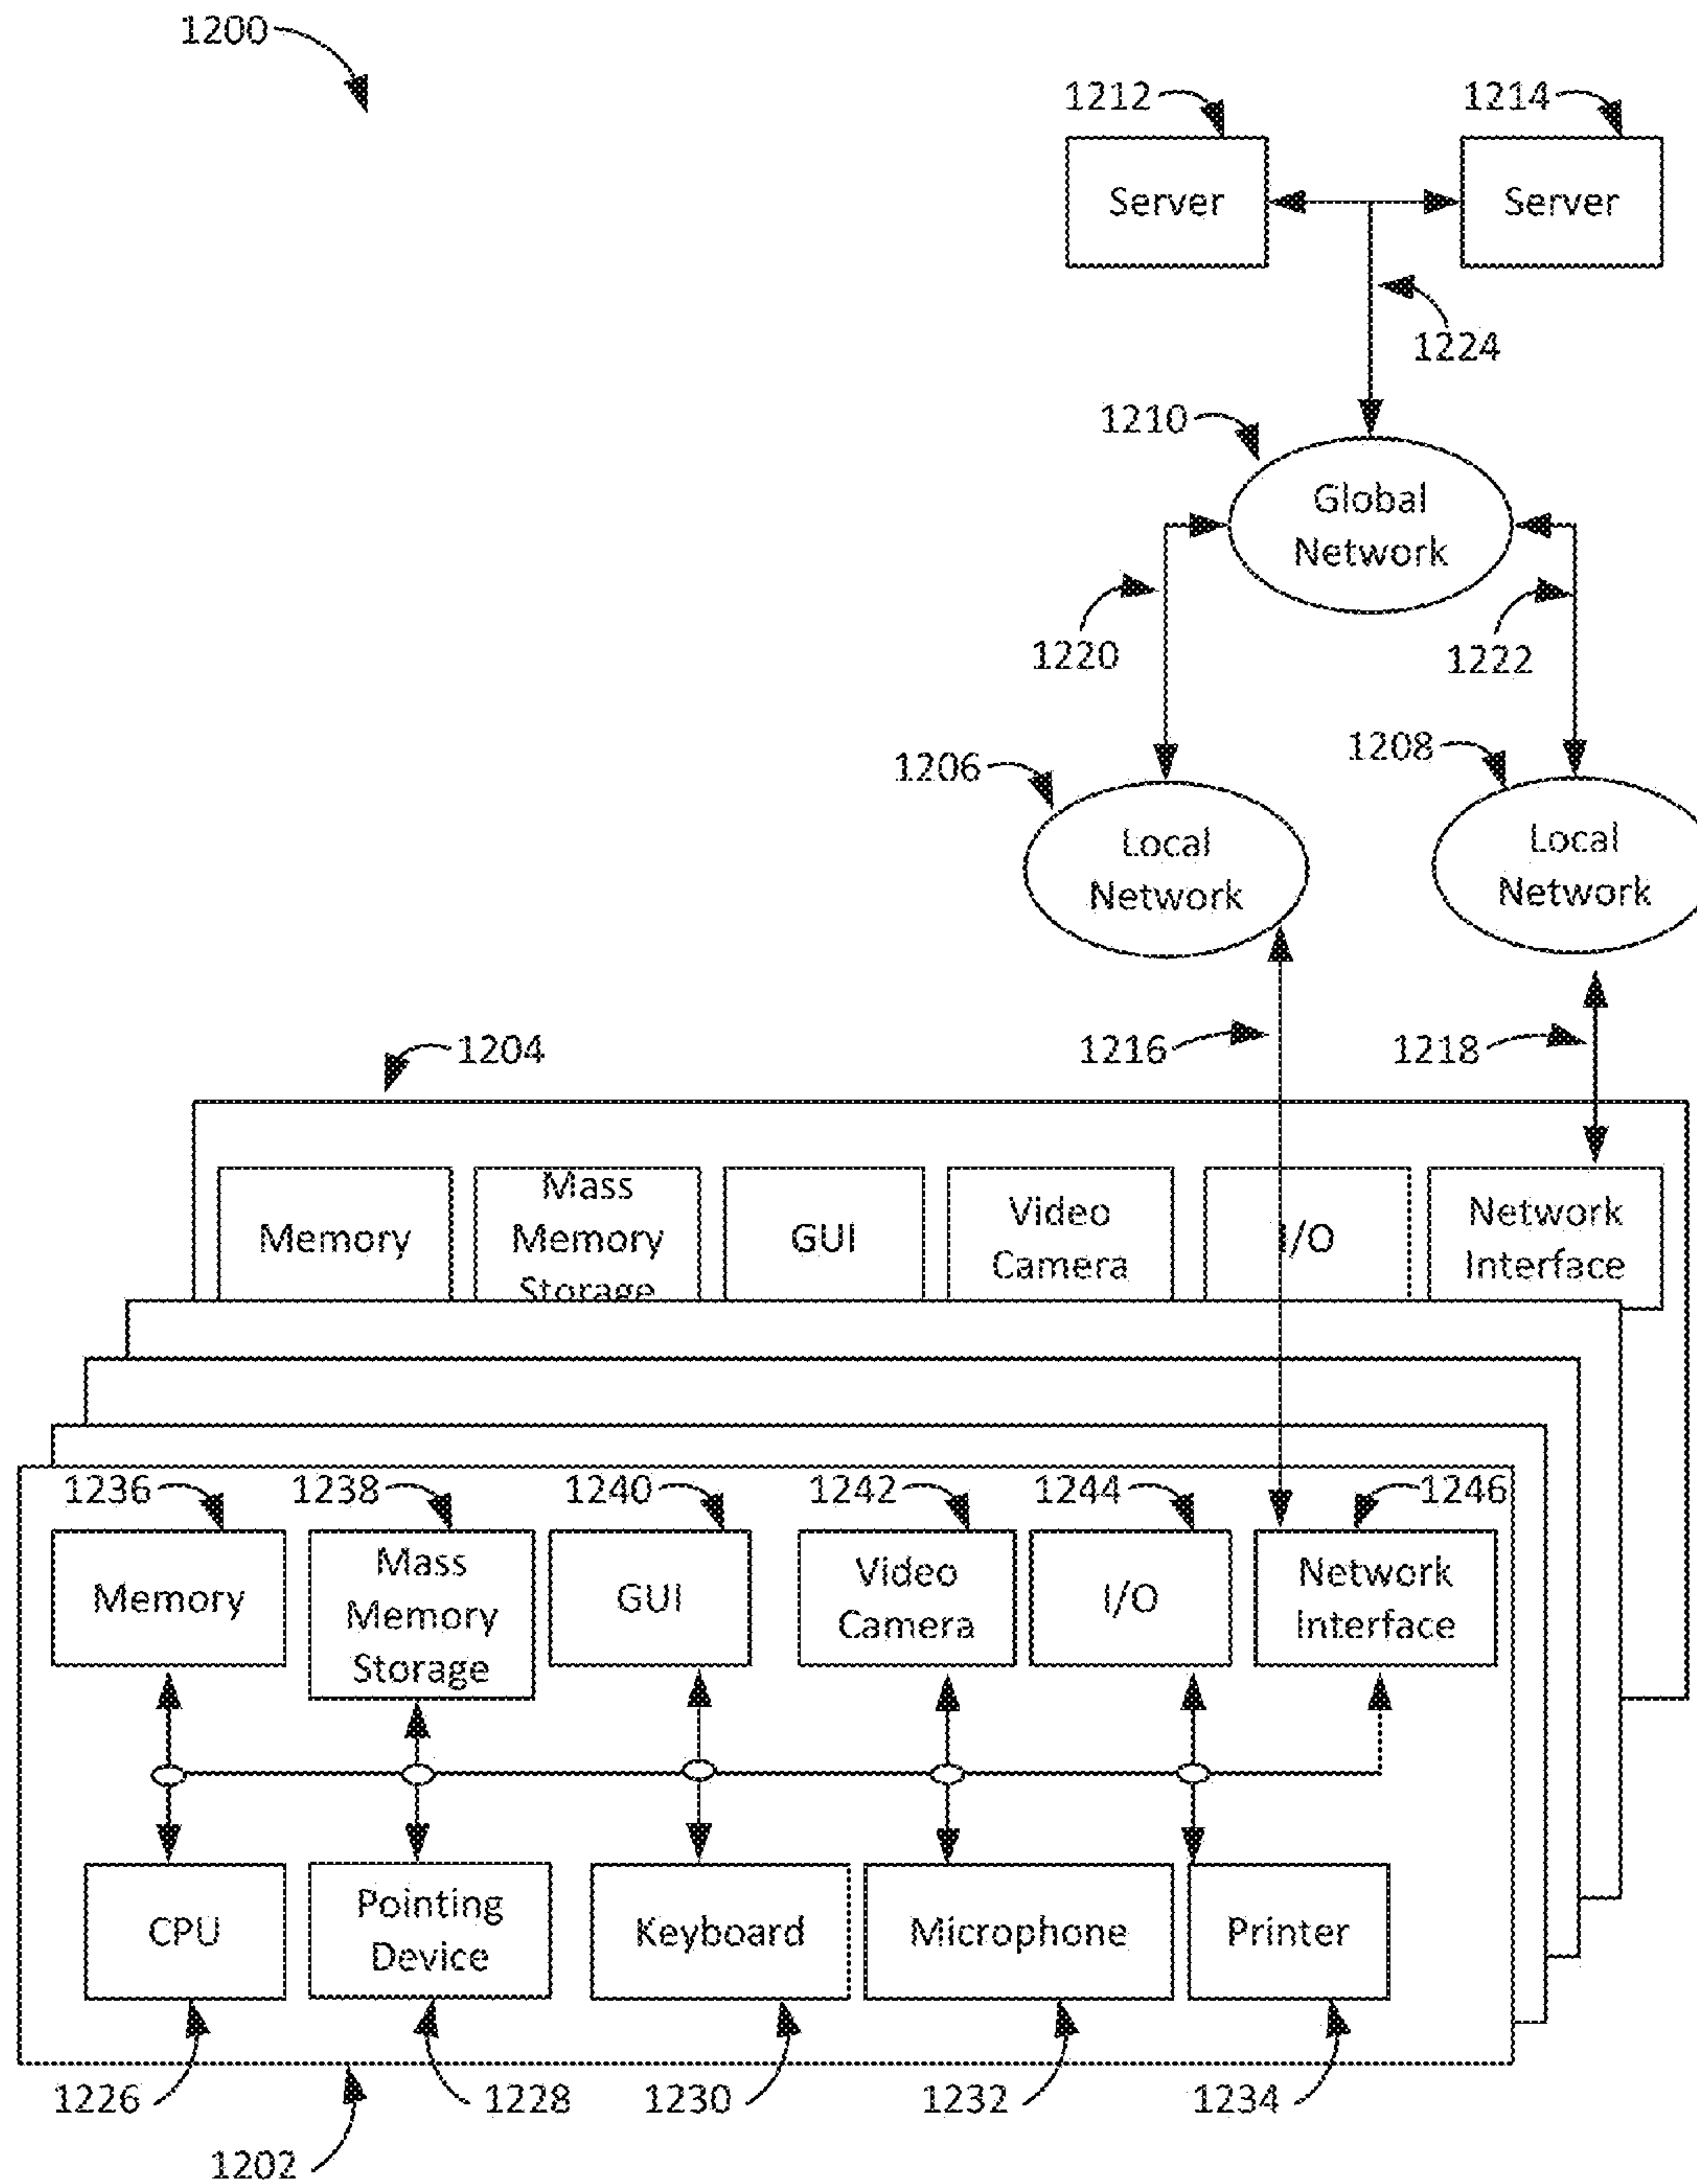 1200
1212
1214
Server
Server
1224
1210
Global
Network
1220
1222
1206
1208
Local
Network
Local
Network
1204
1216
1218
Memory
Mass
Memory
Storage
GUI
Video
Camera
I/O
Network
Interface
1236
1238
1240
1242
1244
1246
Memory
Mass
Memory
Storage
GUI
Video
Camera
I/O
Network
Interface
CPU
Pointing
Device
Keyboard
Microphone
Printer
1226
1228
1230
1232
1234
1202